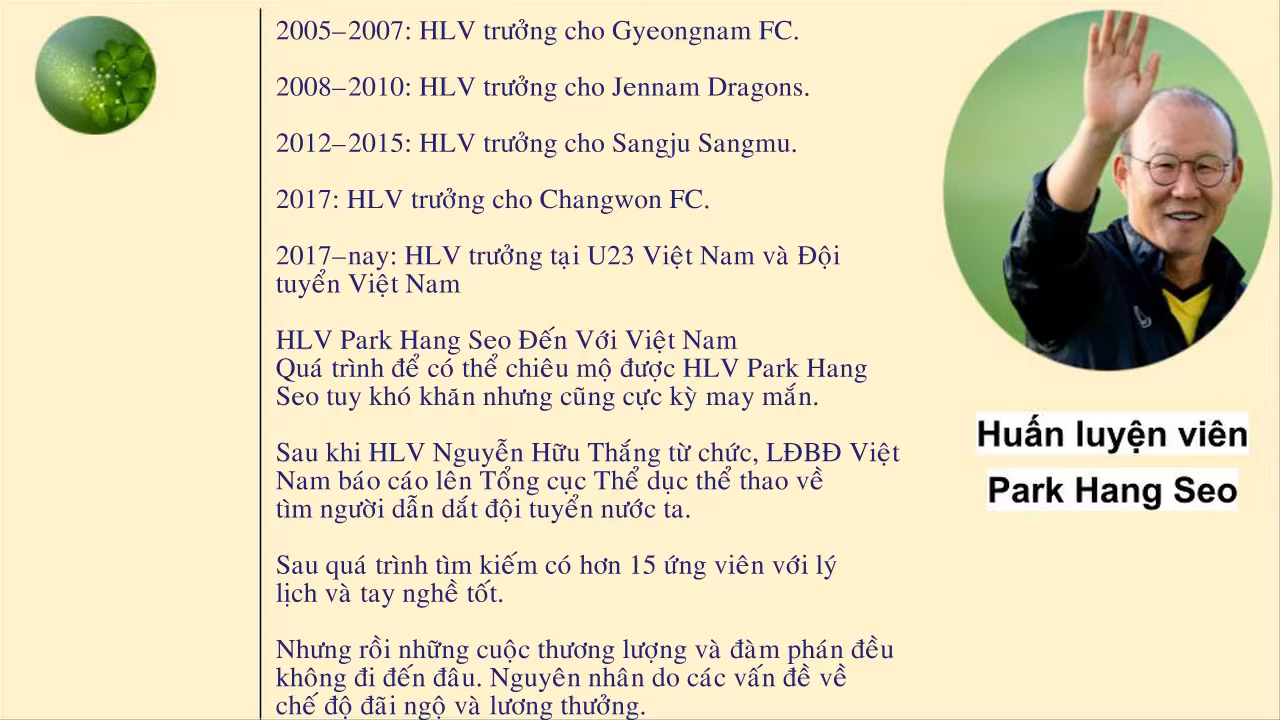 2005–2007: HLV trưởng cho Gyeongnam FC.
2008–2010: HLV trưởng cho Jennam Dragons.
2012–2015: HLV trưởng cho Sangju Sangmu.
2017: HLV trưởng cho Changwon FC.
2017–nay: HLV trưởng tại U23 Việt Nam và Đội
tuyển Việt Nam
HLV Park Hang Seo Đến Với Việt Nam
Quá trình để có thể chiêu mộ được HLV Park Hang
Seo tuy khó khăn nhưng cũng cực kỳ may mắn.
Sau khi HLV Nguyễn Hữu Thắng từ chức, LĐBĐ Việt
Nam báo cáo lên Tổng cục Thể dục thể thao về
tìm người dẫn dắt đội tuyển nước ta.
Sau quá trình tìm kiếm có hơn 15 ứng viên với lý
lịch và tay nghề tốt.
Nhưng rồi những cuộc thương lượng và đàm phán đều
không đi đến đâu. Nguyên nhân do các vấn đề về
chế độ đãi ngộ và lương thưởng.
Huấn luyện viên
Park Hang Seo